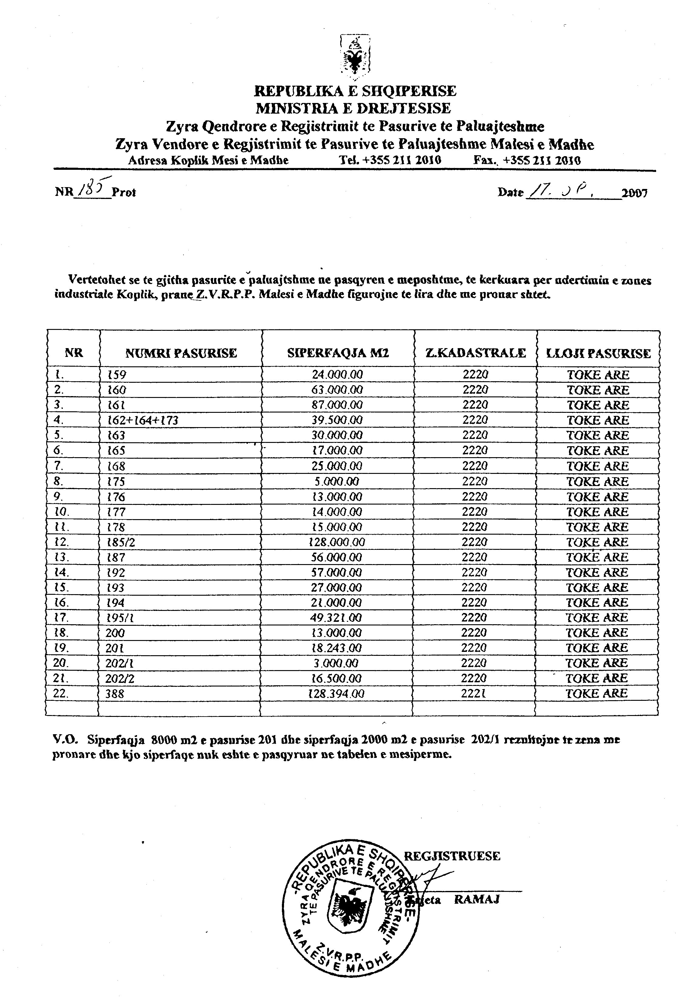 REPUBLIKA E SHQIPERISE
MINISTRIA E DREJTESISE
Zyra Qendrore e Regjistrimit te Pasurive te Paluajteshme
Zyra Vendore e Regjistrimit te Pasurive te Paluajteshme Malesi e Madhe
Adresa Koplik Mesi e Madhe Tel. +355 211 2010 Fax. +355 211 2010
NR 185 Prot Date 17. 2007
Vertetohet se te gjitha pasurite e paluajtshme ne pasqyren e meposhtme, te kerkuara per ndertimin e zones
industriale Koplik, prane Z.V.R.P.P. Malesi e Madhe figurojne te lira dhe me pronar shtet.
NR NUMRI PASURISE SIPERFAQJA M2 Z.KADASTRALE LLOJI PASURISE
1. 159 24.000.00 2220 TOKE ARE
2. 160 63.000.00 2220 TOKE ARE
3. 161 87.000.00 2220 TOKE ARE
4. 162+164+173 39.500.00 2220 TOKE ARE
5. 163 30.000.00 2220 TOKE ARE
6. 165 17.000.00 2220 TOKE ARE
7. 168 25.000.00 2220 TOKE ARE
8. 175 5.000.00 2220 TOKE ARE
9. 176 13.000.00 2220 TOKE ARE
10. 177 14.000.00 2220 TOKE ARE
11. 178 15.000.00 2220 TOKE ARE
12. 185/2 128.000.00 2220 TOKE ARE
13. 187 56.000.00 2220 TOKE ARE
14. 192 57.000.00 2220 TOKE ARE
15. 193 27.000.00 2220 TOKE ARE
16. 194 21.000.00 2220 TOKE ARE
17. 195/1 49.321.00 2220 TOKE ARE
18. 200 13.000.00 2220 TOKE ARE
19. 201 18.243.00 2220 TOKE ARE
20. 202/1 3.000.00 2220 TOKE ARE
21. 202/2 16.500.00 2220 TOKE ARE
22. 388 128.394.00 2221 TOKE ARE
V.O. Siperfaqja 8000 m2 e pasurise 201 dhe siperfaqja 2000 m2 e pasurise 202/1 rezultojne te zena me
pronare dhe kjo siperfaqe nuk eshte e pasqyruar ne tabelen e mesiperme.
REGJISTRUESE
RAMAJ
-REPUBLIKA E SHQIPERISE-
ZYRA QENDRORE E REGJISTRIMIT
TE PASURIVE TE PALUAJTSHME
Z.V.R.P.P.
MALESI E MADHE